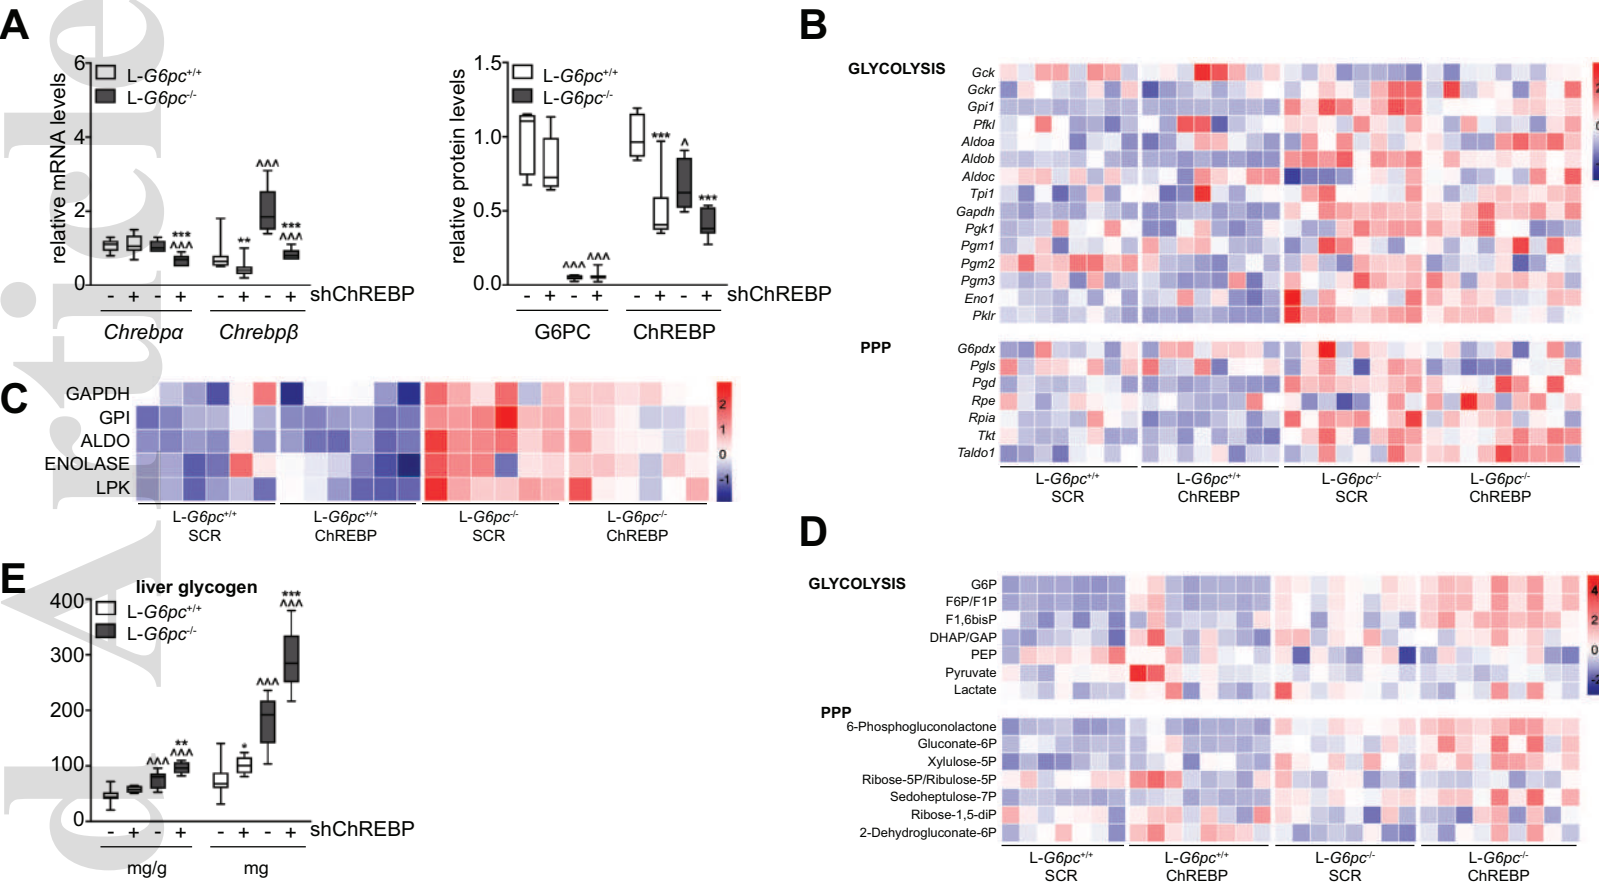 A
relative mRNA levels
6
4
2
0
L-G6pc+/+
L-G6pc-/-
***
^^^
**
^^^
***
^^^
- + - + - + - + shChREBP
Chrebpα Chrebpβ
relative protein levels
1.5
1.0
0.5
0.0
L-G6pc+/+
L-G6pc-/-
^^^ ^^^
***
^
***
- + - + - + - + shChREBP
G6PC ChREBP
B
GLYCOLYSIS
Gck
Gckr
Gpi1
Pfkl
Aldoa
Aldob
Aldoc
Tpi1
Gapdh
Pgk1
Pgm1
Pgm2
Pgm3
Eno1
Pklr
PPP
G6pdx
Pgls
Pgd
Rpe
Rpia
Tkt
Taldo1
L-G6pc+/+ L-G6pc+/+ L-G6pc-/- L-G6pc-/-
SCR ChREBP SCR ChREBP
C
GAPDH
GPI
ALDO
ENOLASE
LPK
2
1
0
-1
L-G6pc+/+ L-G6pc+/+ L-G6pc-/- L-G6pc-/-
SCR ChREBP SCR ChREBP
D
GLYCOLYSIS
G6P
F6P/F1P
F1,6bisP
DHAP/GAP
PEP
Pyruvate
Lactate
4
2
0
-2
PPP
6-Phosphogluconolactone
Gluconate-6P
Xylulose-5P
Ribose-5P/Ribulose-5P
Sedoheptulose-7P
Ribose-1,5-diP
2-Dehydrogluconate-6P
L-G6pc+/+ L-G6pc+/+ L-G6pc-/- L-G6pc-/-
SCR ChREBP SCR ChREBP
E
liver glycogen
400
300
200
100
0
L-G6pc+/+
L-G6pc-/-
^^^
**
^^^
*
^^^
***
^^^
- + - + - + - + shChREBP
mg/g mg
d Article